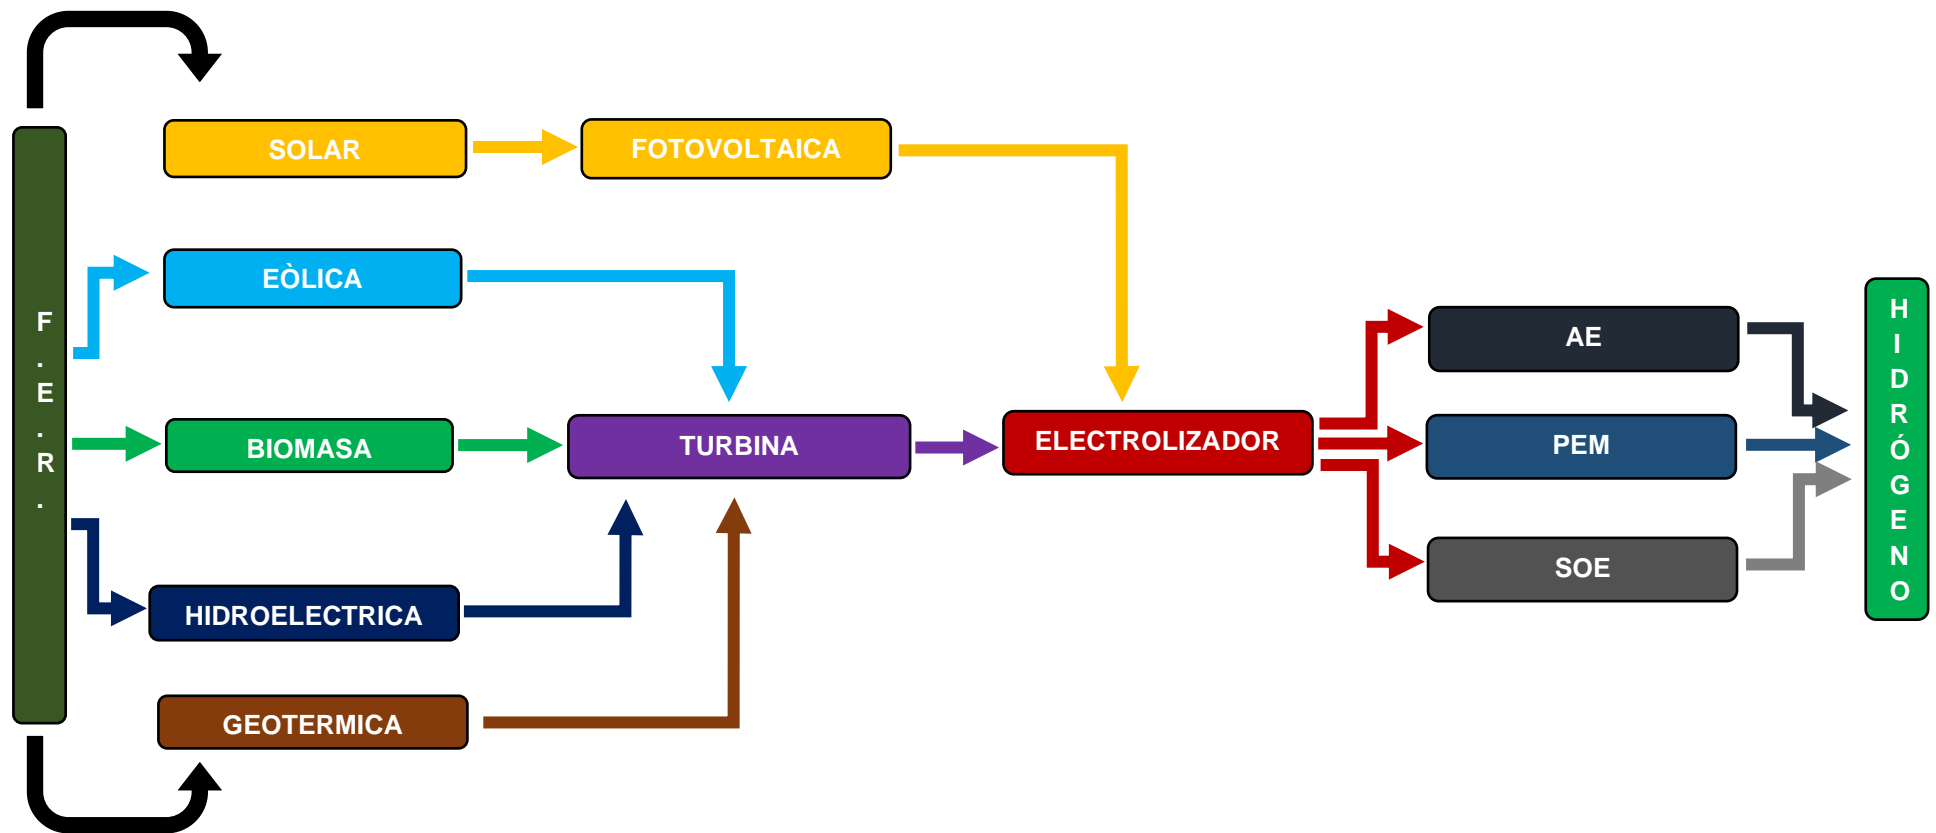 F.E.R.
SOLAR
FOTOVOLTAICA
EÒLICA
BIOMASA
TURBINA
ELECTROLIZADOR
HIDROELECTRICA
GEOTERMICA
AE
PEM
SOE
HIDRÓGENO